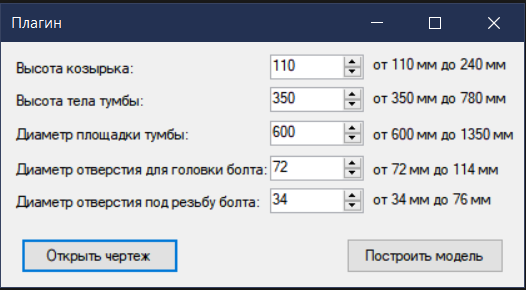 Плагин
Высота козырька: 110 от 110 мм до 240 мм
Высота тела тумбы: 350 от 350 мм до 780 мм
Диаметр площадки тумбы: 600 от 600 мм до 1350 мм
Диаметр отверстия для головки болта: 72 от 72 мм до 114 мм
Диаметр отверстия под резьбу болта: 34 от 34 мм до 76 мм
Открыть чертеж Построить модель